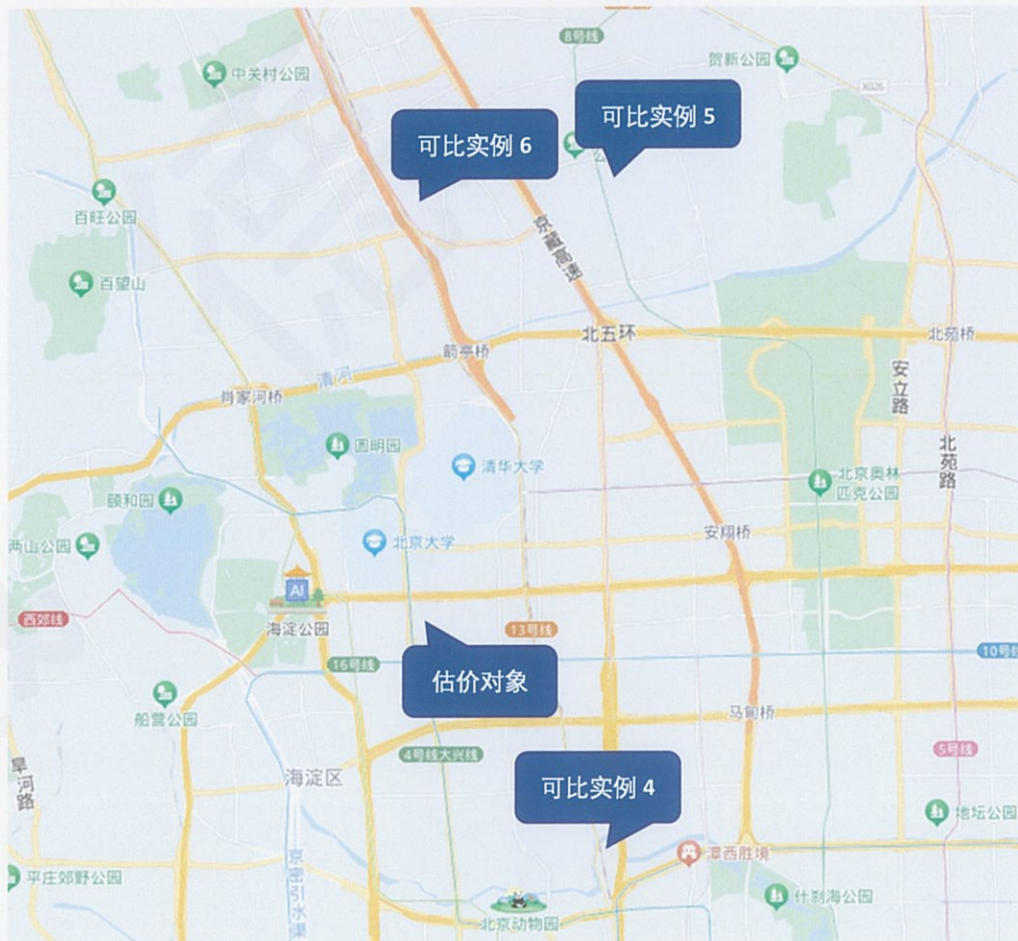 8号线
贺新公园
中关村公园
X026
可比实例 5
可比实例 6
公
百旺公园
京藏高速
百望山
北五环
北苑桥
箭亭桥
清河
肖家河桥
安立路
圆明园
清华大学
北苑路
颐和园
北京奥林
匹克公园
北京大学
安翔桥
两山公园
AI
西郊线
海淀公园
13号线
10号线
16号线
估价对象
船营公园
马甸桥
4号线大兴线
5号线
旱河路
海淀区
可比实例 4
地坛公园
潭西胜境
平庄郊野公园
京密引水渠
什刹海公园
北京动物园